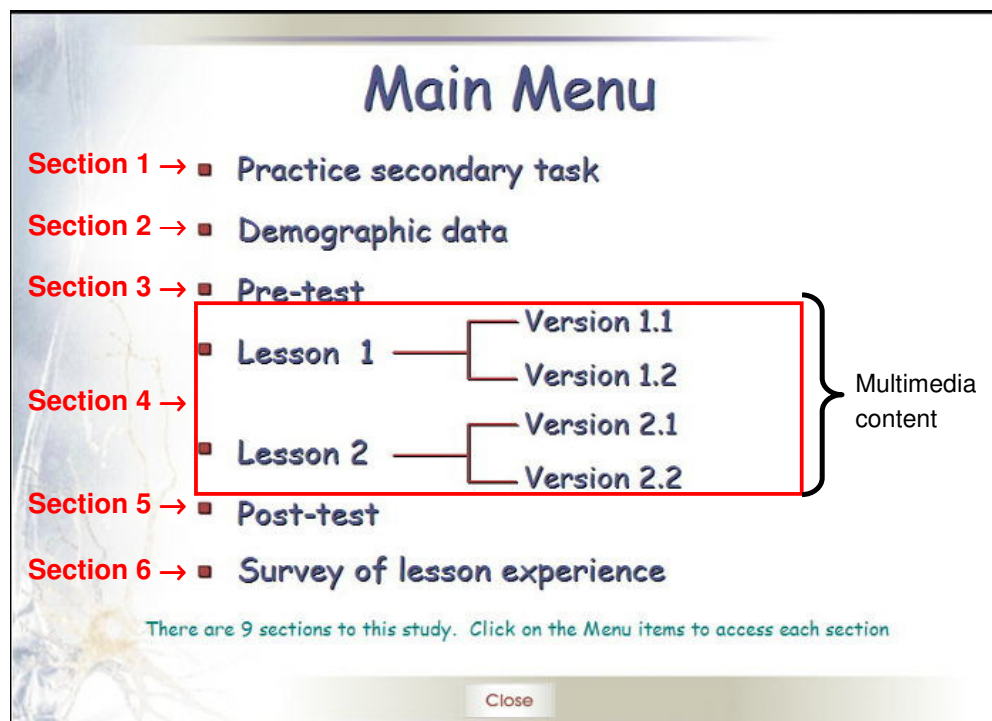 Main Menu
Section 1 → Practice secondary task
Section 2 → Demographic data
Section 3 → Pre-test
Version 1.1
Lesson 1
Version 1.2
Section 4 →
Multimedia
content
Version 2.1
Lesson 2
Version 2.2
Section 5 → Post-test
Section 6 → Survey of lesson experience
There are 9 sections to this study. Click on the Menu items to access each section
Close